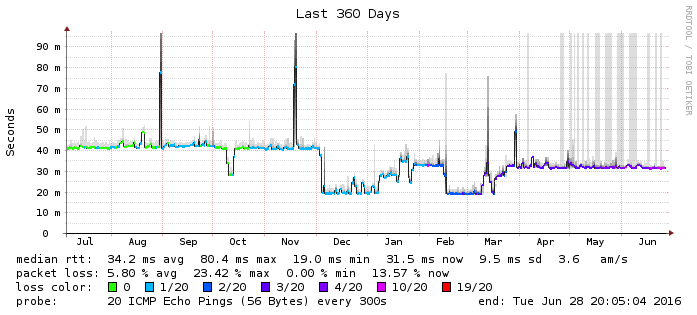 Last 360 Days
RRDTOOL / TOBI OETIKER
Seconds
90 m
80 m
70 m
60 m
50 m
40 m
30 m
20 m
10 m
0
Jul Aug Sep Oct Nov Dec Jan Feb Mar Apr May Jun
median rtt: 34.2 ms avg 80.4 ms max 19.0 ms min 31.5 ms now 9.5 ms sd 3.6 am/s
packet loss: 5.80 % avg 23.42 % max 0.00 % min 13.57 % now
loss color: 0 1/20 2/20 3/20 4/20 10/20 19/20
probe: 20 ICMP Echo Pings (56 Bytes) every 300s end: Tue Jun 28 20:05:04 2016